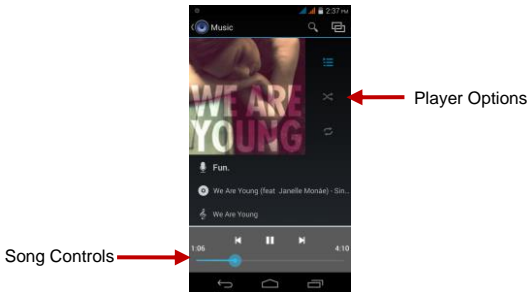 2:37 PM
Music
WE ARE
YOUNG
Player Options
Fun.
We Are Young (feat. Janelle Monáe) - Sin..
We Are Young
1:06
4:10
Song Controls